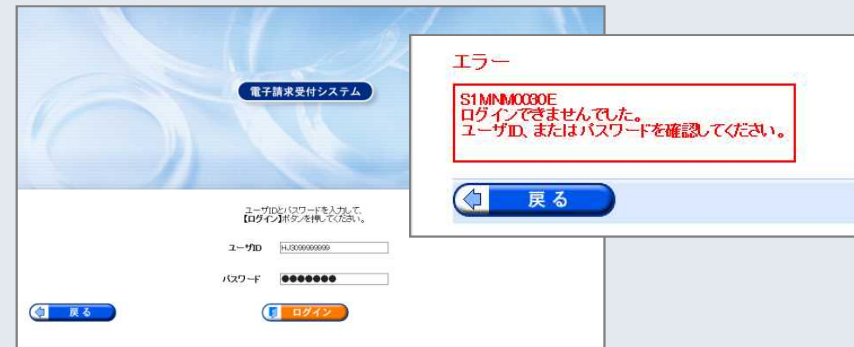 電子請求受付システム
ユーザIDとパスワードを入力して、
【ログイン】ボタンを押してください。
ユーザID HJ3099999999
パスワード ●●●●●●●
戻る
ログイン
エラー
S1MNM0030E
ログインできませんでした。
ユーザID、またはパスワードを確認してください。
戻る